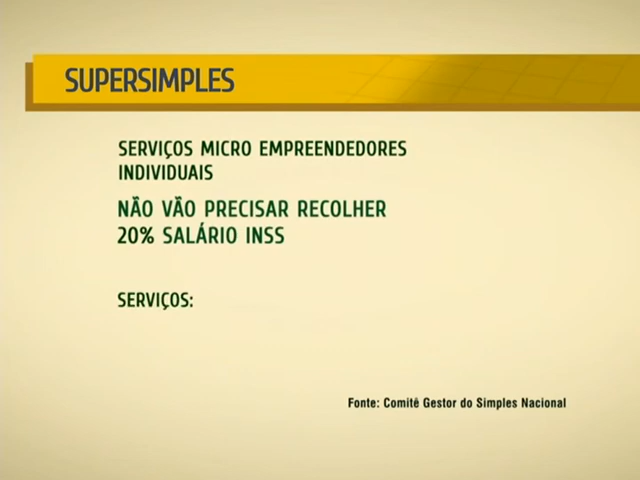 SUPERSIMPLES
SERVIÇOS MICRO EMPREENDEDORES
INDIVIDUAIS
NÃO VÃO PRECISAR RECOLHER
20% SALÁRIO INSS
SERVIÇOS:
Fonte: Comitê Gestor do Simples Nacional